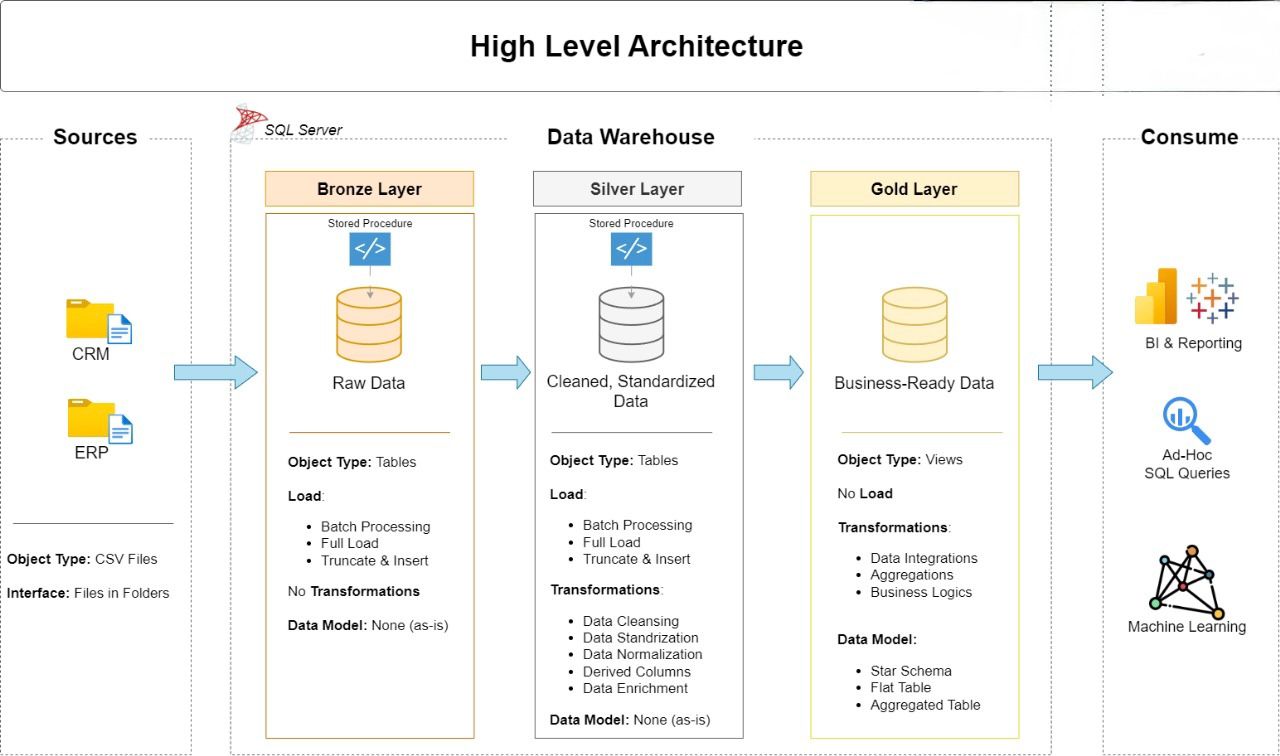 High Level Architecture
Sources
CRM
ERP
Object Type: CSV Files
Interface: Files in Folders
SQL Server
Data Warehouse
Bronze Layer
Stored Procedure
</>
Raw Data
Object Type: Tables
Load:
• Batch Processing
• Full Load
• Truncate & Insert
No Transformations
Data Model: None (as-is)
Silver Layer
Stored Procedure
</>
Cleaned, Standardized
Data
Object Type: Tables
Load:
• Batch Processing
• Full Load
• Truncate & Insert
Transformations:
• Data Cleansing
• Data Standrization
• Data Normalization
• Derived Columns
• Data Enrichment
Data Model: None (as-is)
Gold Layer
Business-Ready Data
Object Type: Views
No Load
Transformations:
• Data Integrations
• Aggregations
• Business Logics
Data Model:
• Star Schema
• Flat Table
• Aggregated Table
Consume
BI & Reporting
Ad-Hoc
SQL Queries
Machine Learning